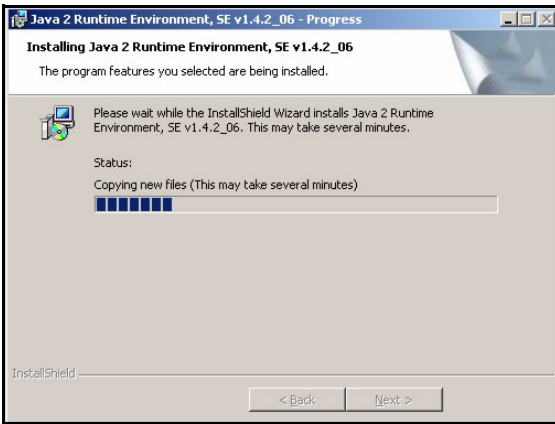 Java 2 Runtime Environment, SE v1.4.2_06 - Progress
Installing Java 2 Runtime Environment, SE v1.4.2_06
The program features you selected are being installed.
Please wait while the InstallShield Wizard installs Java 2 Runtime
Environment, SE v1.4.2_06. This may take several minutes.
Status:
Copying new files (This may take several minutes)
InstallShield
< Back Next >